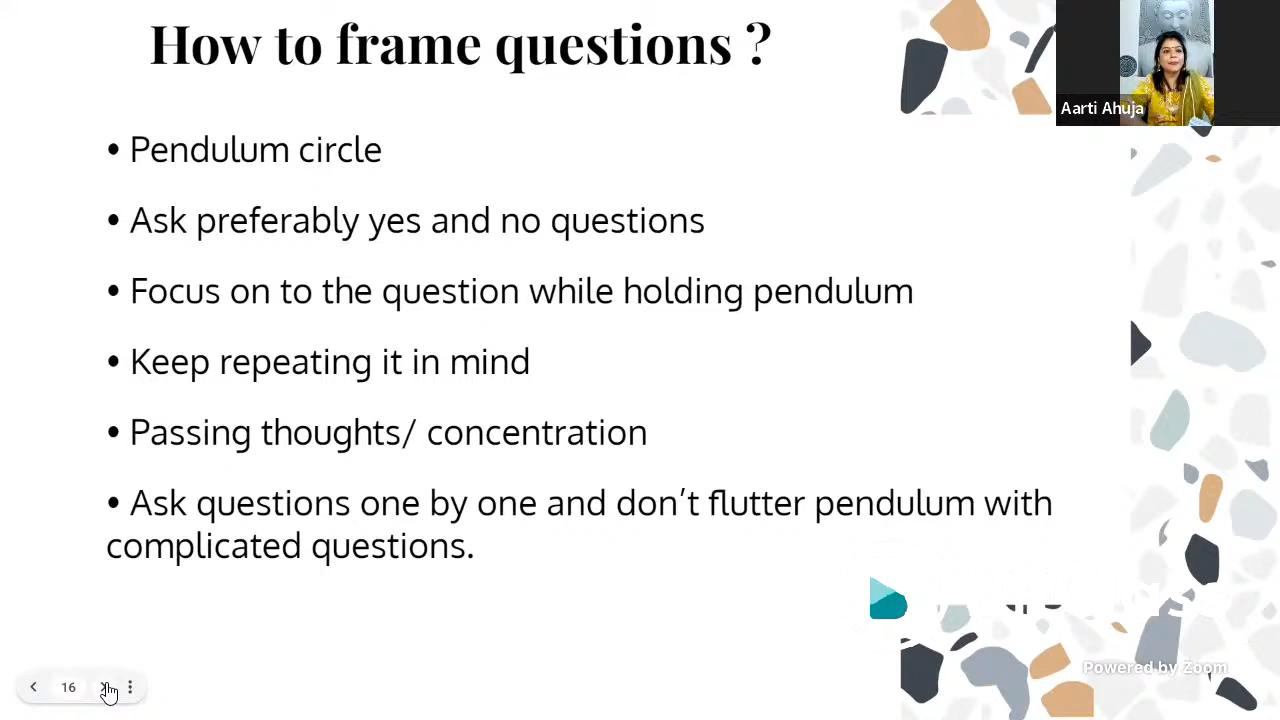 How to frame questions ?
Aarti Ahuja
• Pendulum circle
• Ask preferably yes and no questions
• Focus on to the question while holding pendulum
• Keep repeating it in mind
• Passing thoughts/ concentration
• Ask questions one by one and don't flutter pendulum with
complicated questions.
Powered by Zoom
16